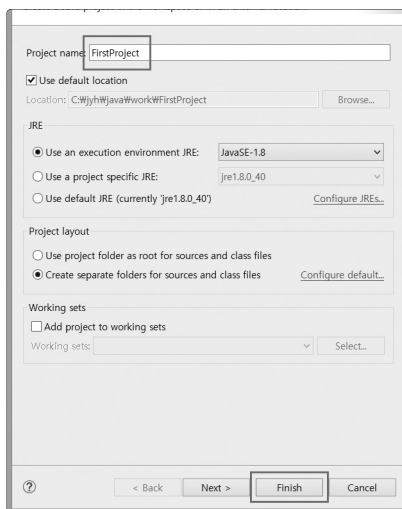 Project name: FirstProject
Use default location
Location: C:₩jyh₩java₩work₩FirstProject Browse...
JRE
Use an execution environment JRE: JavaSE-1.8
Use a project specific JRE: jre1.8.0_40
Use default JRE (currently 'jre1.8.0_40') Configure JREs...
Project layout
Use project folder as root for sources and class files
Create separate folders for sources and class files Configure default...
Working sets
Add project to working sets
Working sets: Select...
? < Back Next > Finish Cancel